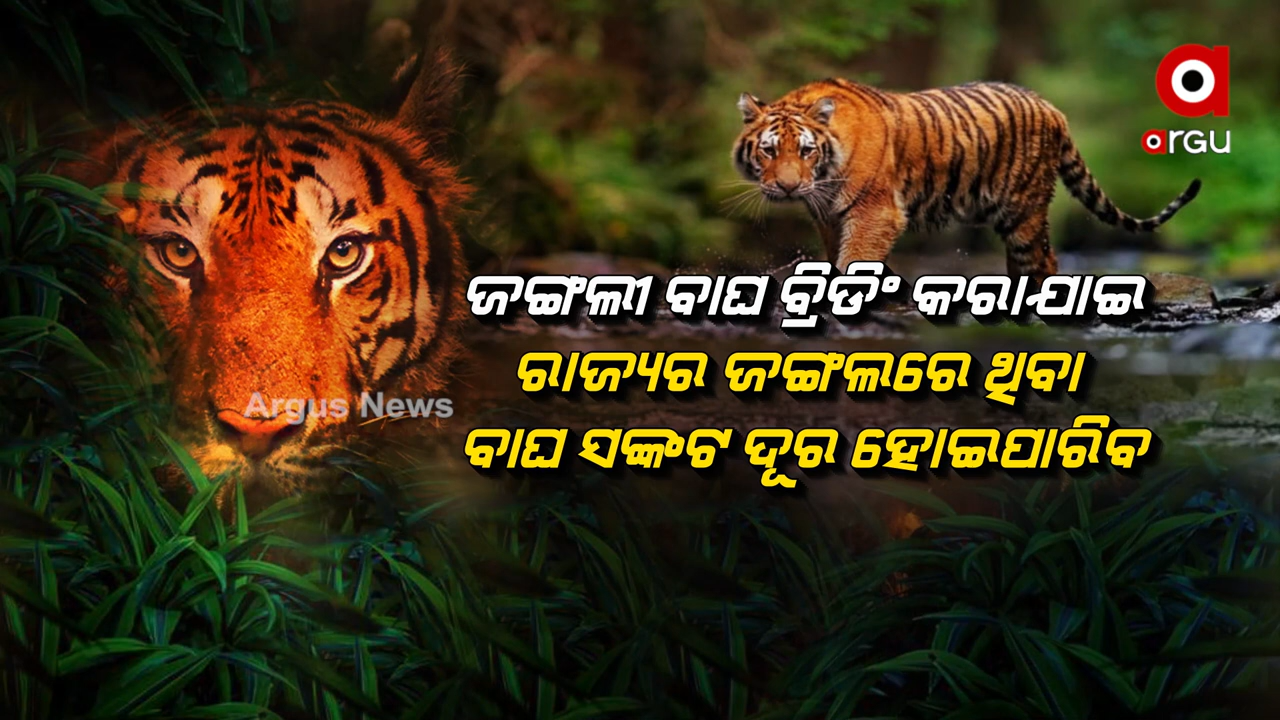 argu
ଜଙ୍ଗଲୀ ବାଘ ବ୍ରିଡିଂ କରାଯାଇ
ରାଜ୍ୟର ଜଙ୍ଗଲରେ ଥିବା
Argus News
ବାଘ ସଙ୍କଟ ଦୂର ହୋଇପାରିବ